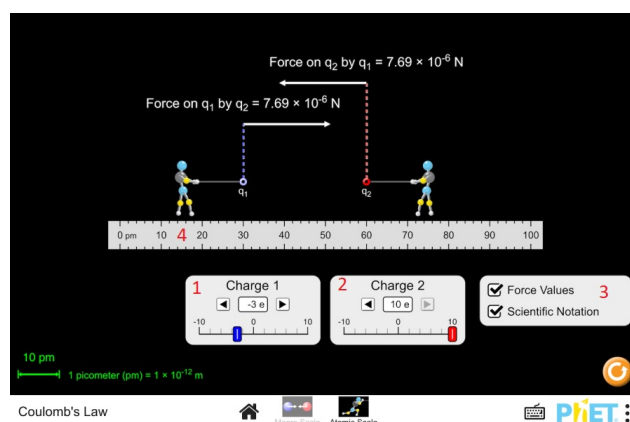 Force on q₂ by q₁ = 7.69 × 10⁻⁶ N
Force on q₁ by q₂ = 7.69 × 10⁻⁶ N
q₁
q₂
0 pm 10 20 30 40 50 60 70 80 90 100
4
1
Charge 1
-3 e
-10 0 10
2
Charge 2
10 e
-10 0 10
Force Values
3
Scientific Notation
10 pm
1 picometer (pm) = 1 × 10⁻¹² m
Coulomb's Law
Macro Scale
Atomic Scale
PhET